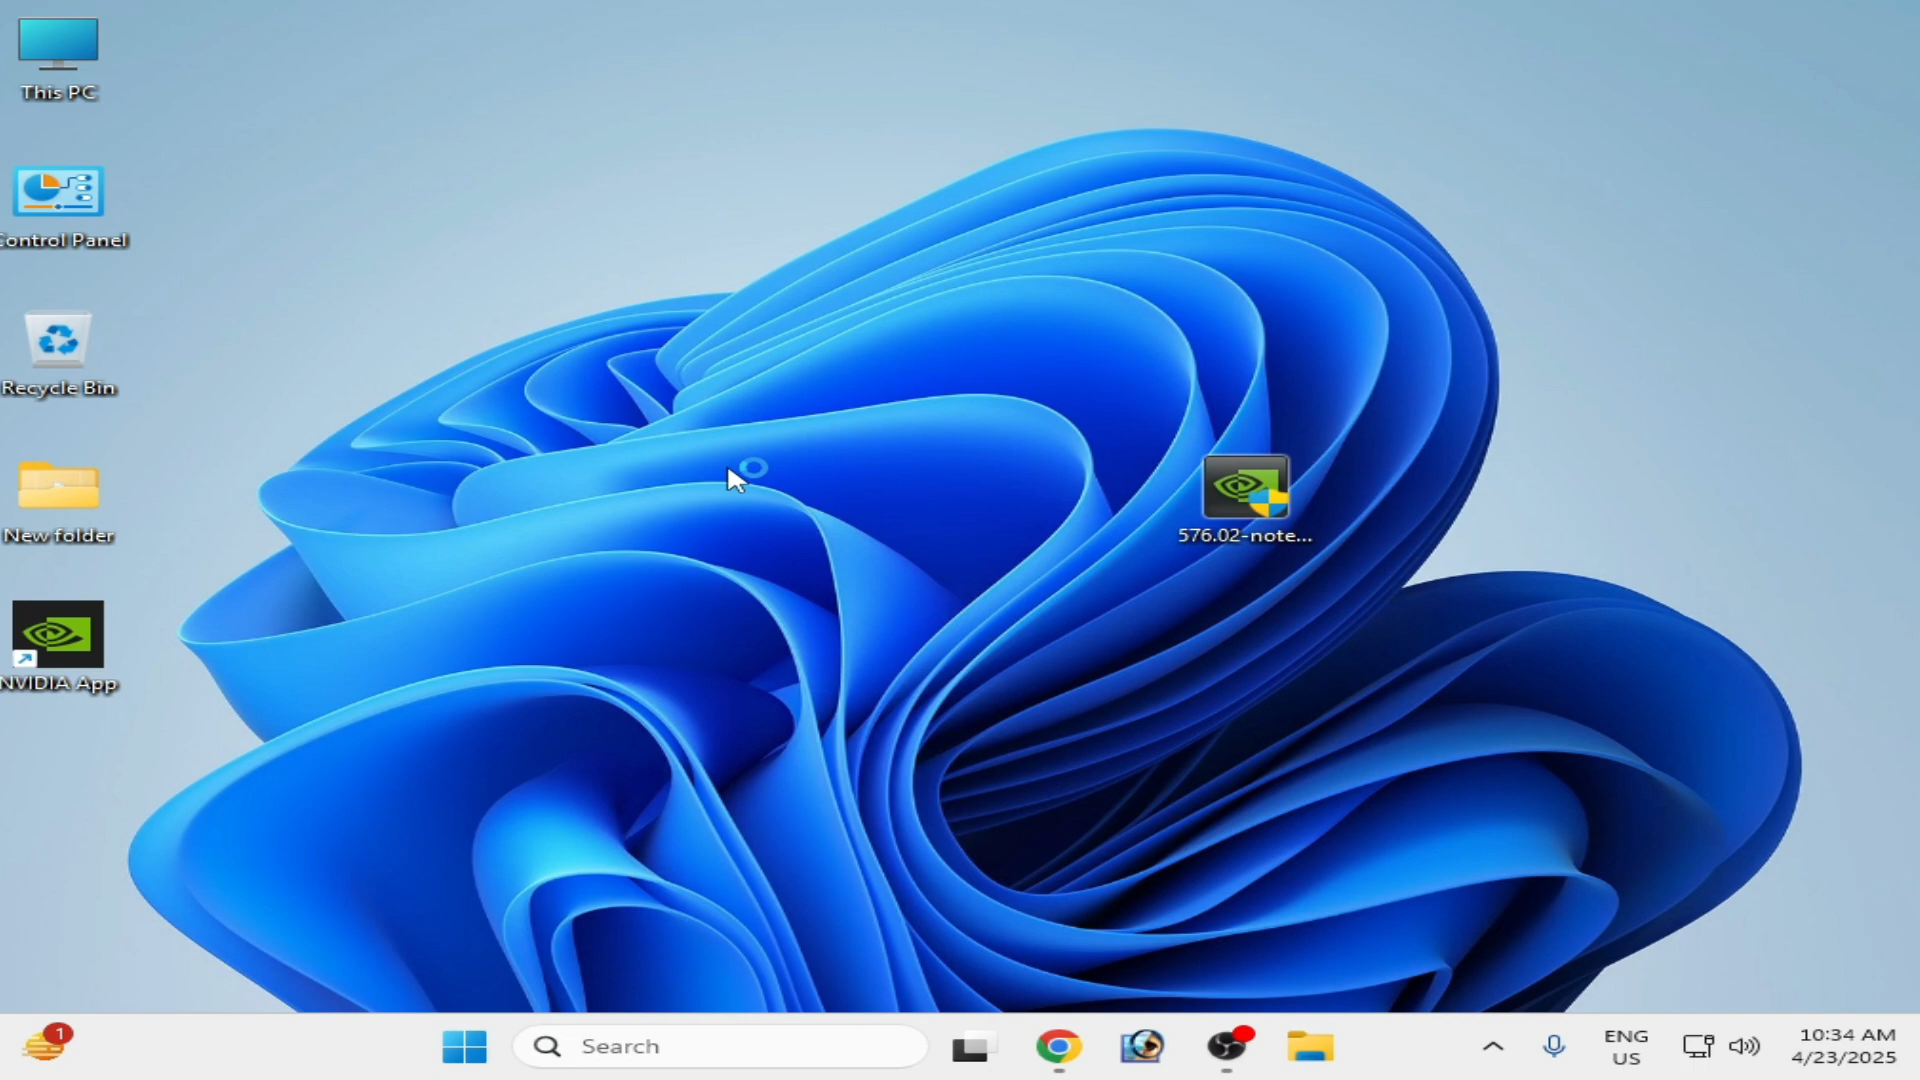 This PC
Control Panel
Recycle Bin
New folder
NVIDIA App
576.02-note...
1
Search
ENG
US
10:34 AM
4/23/2025